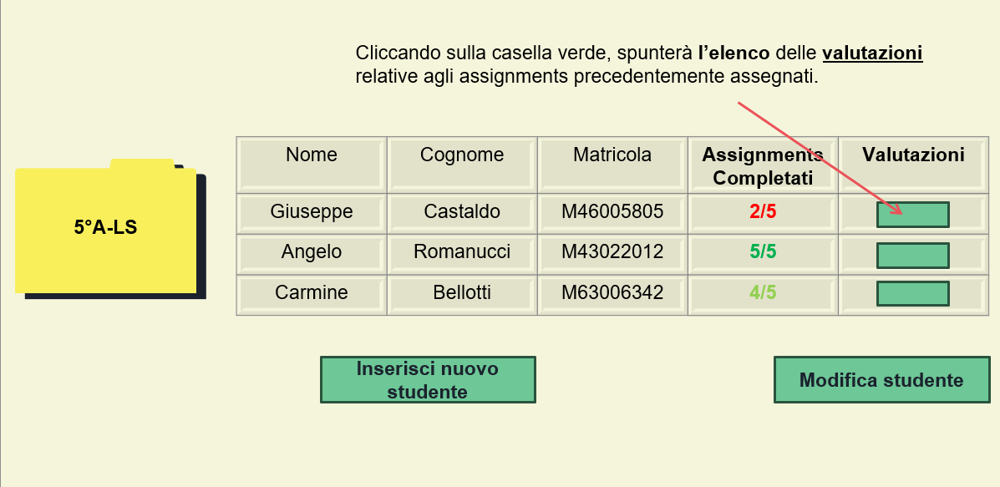 Cliccando sulla casella verde, spunterà l’elenco delle valutazioni
relative agli assignments precedentemente assegnati.
5°A-LS
Nome Cognome Matricola Assignments Valutazioni
Completati
Giuseppe Castaldo M46005805 2/5
Angelo Romanucci M43022012 5/5
Carmine Bellotti M63006342 4/5
Inserisci nuovo
studente
Modifica studente